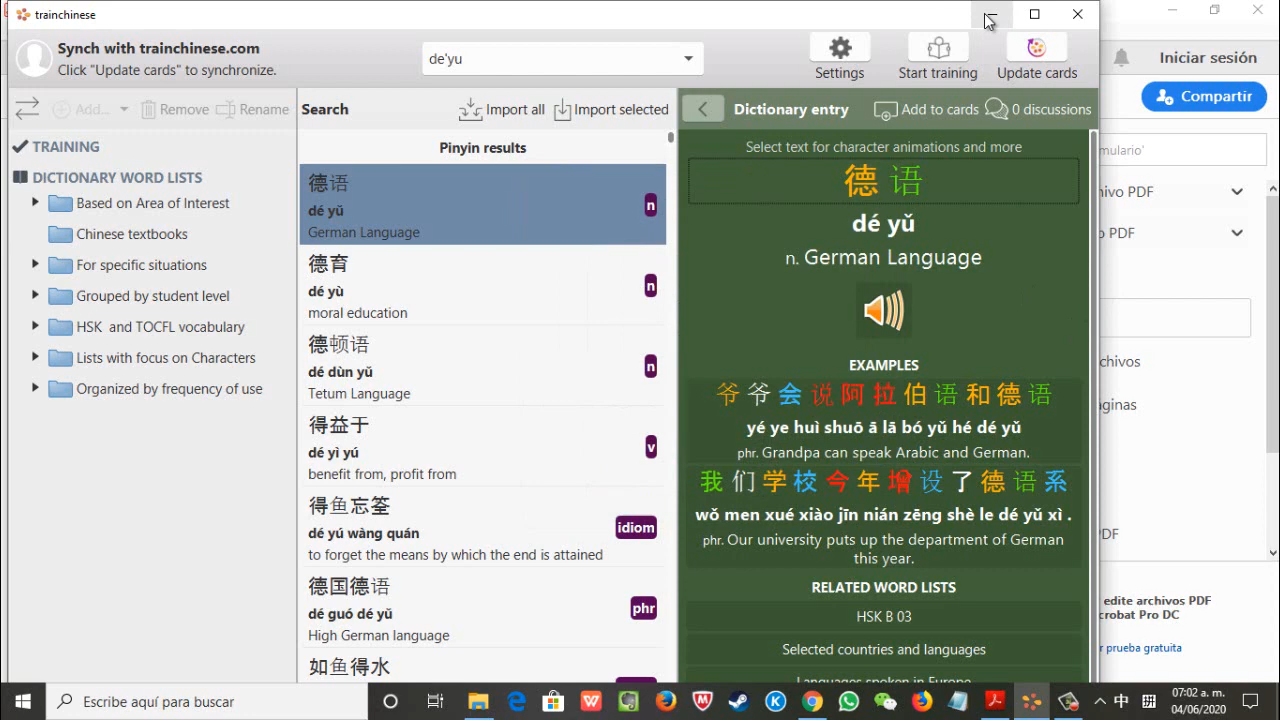 trainchinese
Synch with trainchinese.com
Click "Update cards" to synchronize.
de'yu
Settings
Start training
Update cards
Iniciar sesión
Compartir
Add...
Remove
Rename
TRAINING
DICTIONARY WORD LISTS
Based on Area of Interest
Chinese textbooks
For specific situations
Grouped by student level
HSK and TOCFL vocabulary
Lists with focus on Characters
Organized by frequency of use
Search
Import all
Import selected
Pinyin results
德语
dé yǔ
n
German Language
德育
dé yù
n
moral education
德顿语
dé dùn yǔ
n
Tetum Language
得益于
dé yì yú
v
benefit from, profit from
得鱼忘筌
dé yú wàng quán
idiom
to forget the means by which the end is attained
德国德语
dé guó dé yǔ
phr
High German language
如鱼得水
Dictionary entry
Add to cards
0 discussions
Select text for character animations and more
德语
dé yǔ
n. German Language
EXAMPLES
爷爷会说阿拉伯语和德语
yé ye huì shuō ā lā bó yǔ hé dé yǔ
phr. Grandpa can speak Arabic and German.
我们学校今年增设了德语系
wǒ men xué xiào jīn nián zēng shè le dé yǔ xì .
phr. Our university puts up the department of German
this year.
RELATED WORD LISTS
HSK B 03
Selected countries and languages
Languages spoken in Europe
mulario'
chivo PDF
o PDF
chivos
áginas
PDF
edite archivos PDF
crobat Pro DC
prueba gratuita
Escribe aquí para buscar
中
拼
07:02 a. m.
04/06/2020